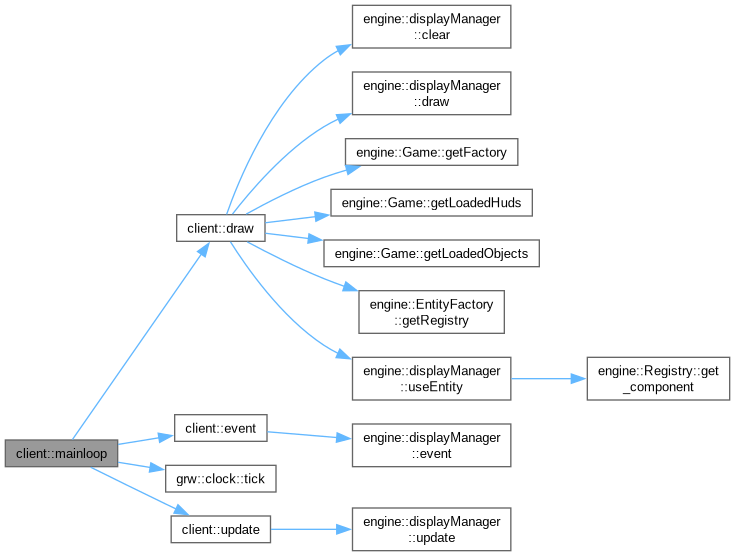 engine::displayManager
::clear
engine::displayManager
::draw
engine::Game::getFactory
engine::Game::getLoadedHuds
client::draw
engine::Game::getLoadedObjects
engine::EntityFactory
::getRegistry
engine::displayManager
::useEntity
engine::Registry::get
_component
client::mainloop
client::event
engine::displayManager
::event
grw::clock::tick
client::update
engine::displayManager
::update